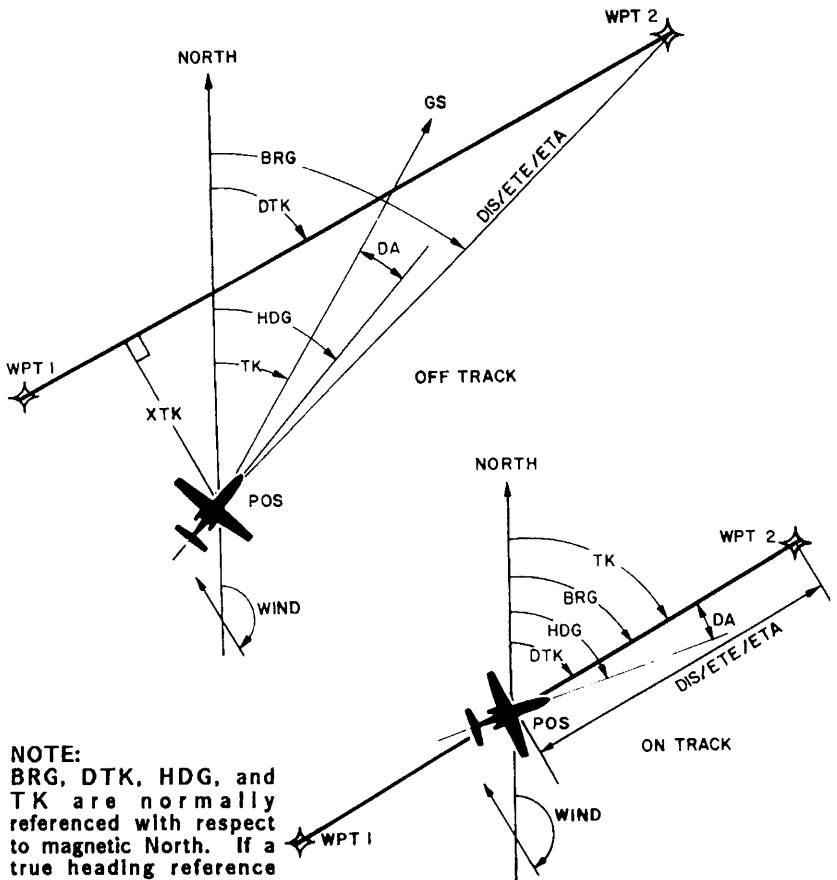 WPT 2
NORTH
GS
BRG
DIS/ETE/ETA
DTK
DA
HDG
TK
OFF TRACK
WPT 1
XTK
POS
WIND
NORTH
WPT 2
TK
BRG
DA
HDG
DTK
DIS/ETE/ETA
POS
ON TRACK
WIND
WPT 1
NOTE:
BRG, DTK, HDG, and
TK are normally
referenced with respect
to magnetic North. If a
true heading reference